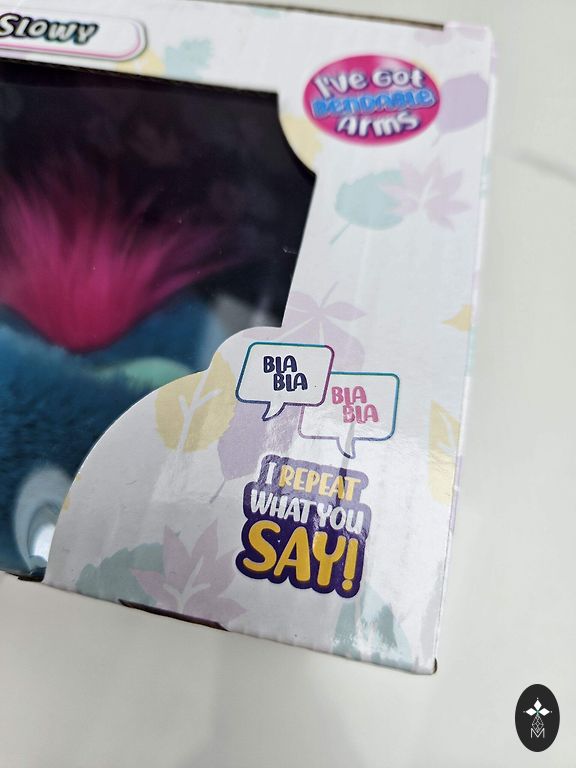 SLOWY
I'VE GOT
BENDABLE
ARMS
BLA
BLA
BLA
BLA
I REPEAT
WHAT YOU
SAY!
M